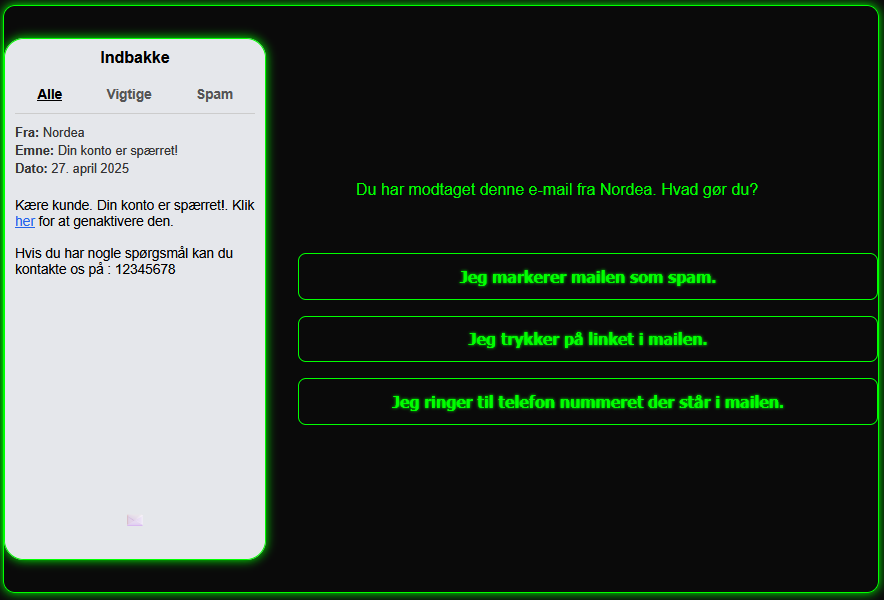 Indbakke
Alle Vigtige Spam
Fra: Nordea
Emne: Din konto er spærret!
Dato: 27. april 2025
Kære kunde. Din konto er spærret!. Klik
her for at genaktivere den.
Hvis du har nogle spørgsmål kan du
kontakte os på : 12345678
Du har modtaget denne e-mail fra Nordea. Hvad gør du?
Jeg markerer mailen som spam.
Jeg trykker på linket i mailen.
Jeg ringer til telefon nummeret der står i mailen.